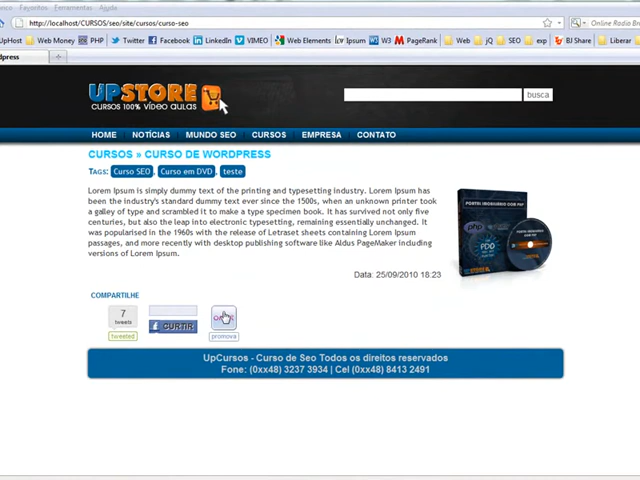 Favoritos Ferramentas Ajuda
http://localhost/CURSOS/seo/site/cursos/curso-seo
Online Radio Br
UpHost Web Money PHP Twitter Facebook LinkedIn VIMEO Web Elements Ipsum M3 PageRank Web jQ SEO exp BJ Share Liberar
dpress
UPSTORE
CURSOS 100% VÍDEO AULAS
busca
HOME NOTÍCIAS MUNDO SEO CURSOS EMPRESA CONTATO
CURSOS » CURSO DE WORDPRESS
TAGS: Curso SEO , Curso em DVD , teste
Lorem Ipsum is simply dummy text of the printing and typesetting industry. Lorem Ipsum has
been the industry's standard dummy text ever since the 1500s, when an unknown printer took
a galley of type and scrambled it to make a type specimen book. It has survived not only five
centuries, but also the leap into electronic typesetting, remaining essentially unchanged. It
was popularised in the 1960s with the release of Letraset sheets containing Lorem Ipsum
passages, and more recently with desktop publishing software like Aldus PageMaker including
versions of Lorem Ipsum.
PORTAL IMOBILIÁRIO COM PHP
php
PDO
Data: 25/09/2010 18:23
COMPARTILHE
7
tweets
tweeted
CURTIR
promova
UpCursos - Curso de Seo Todos os direitos reservados
Fone: (0xx48) 3237 3934 | Cel (0xx48) 8413 2491